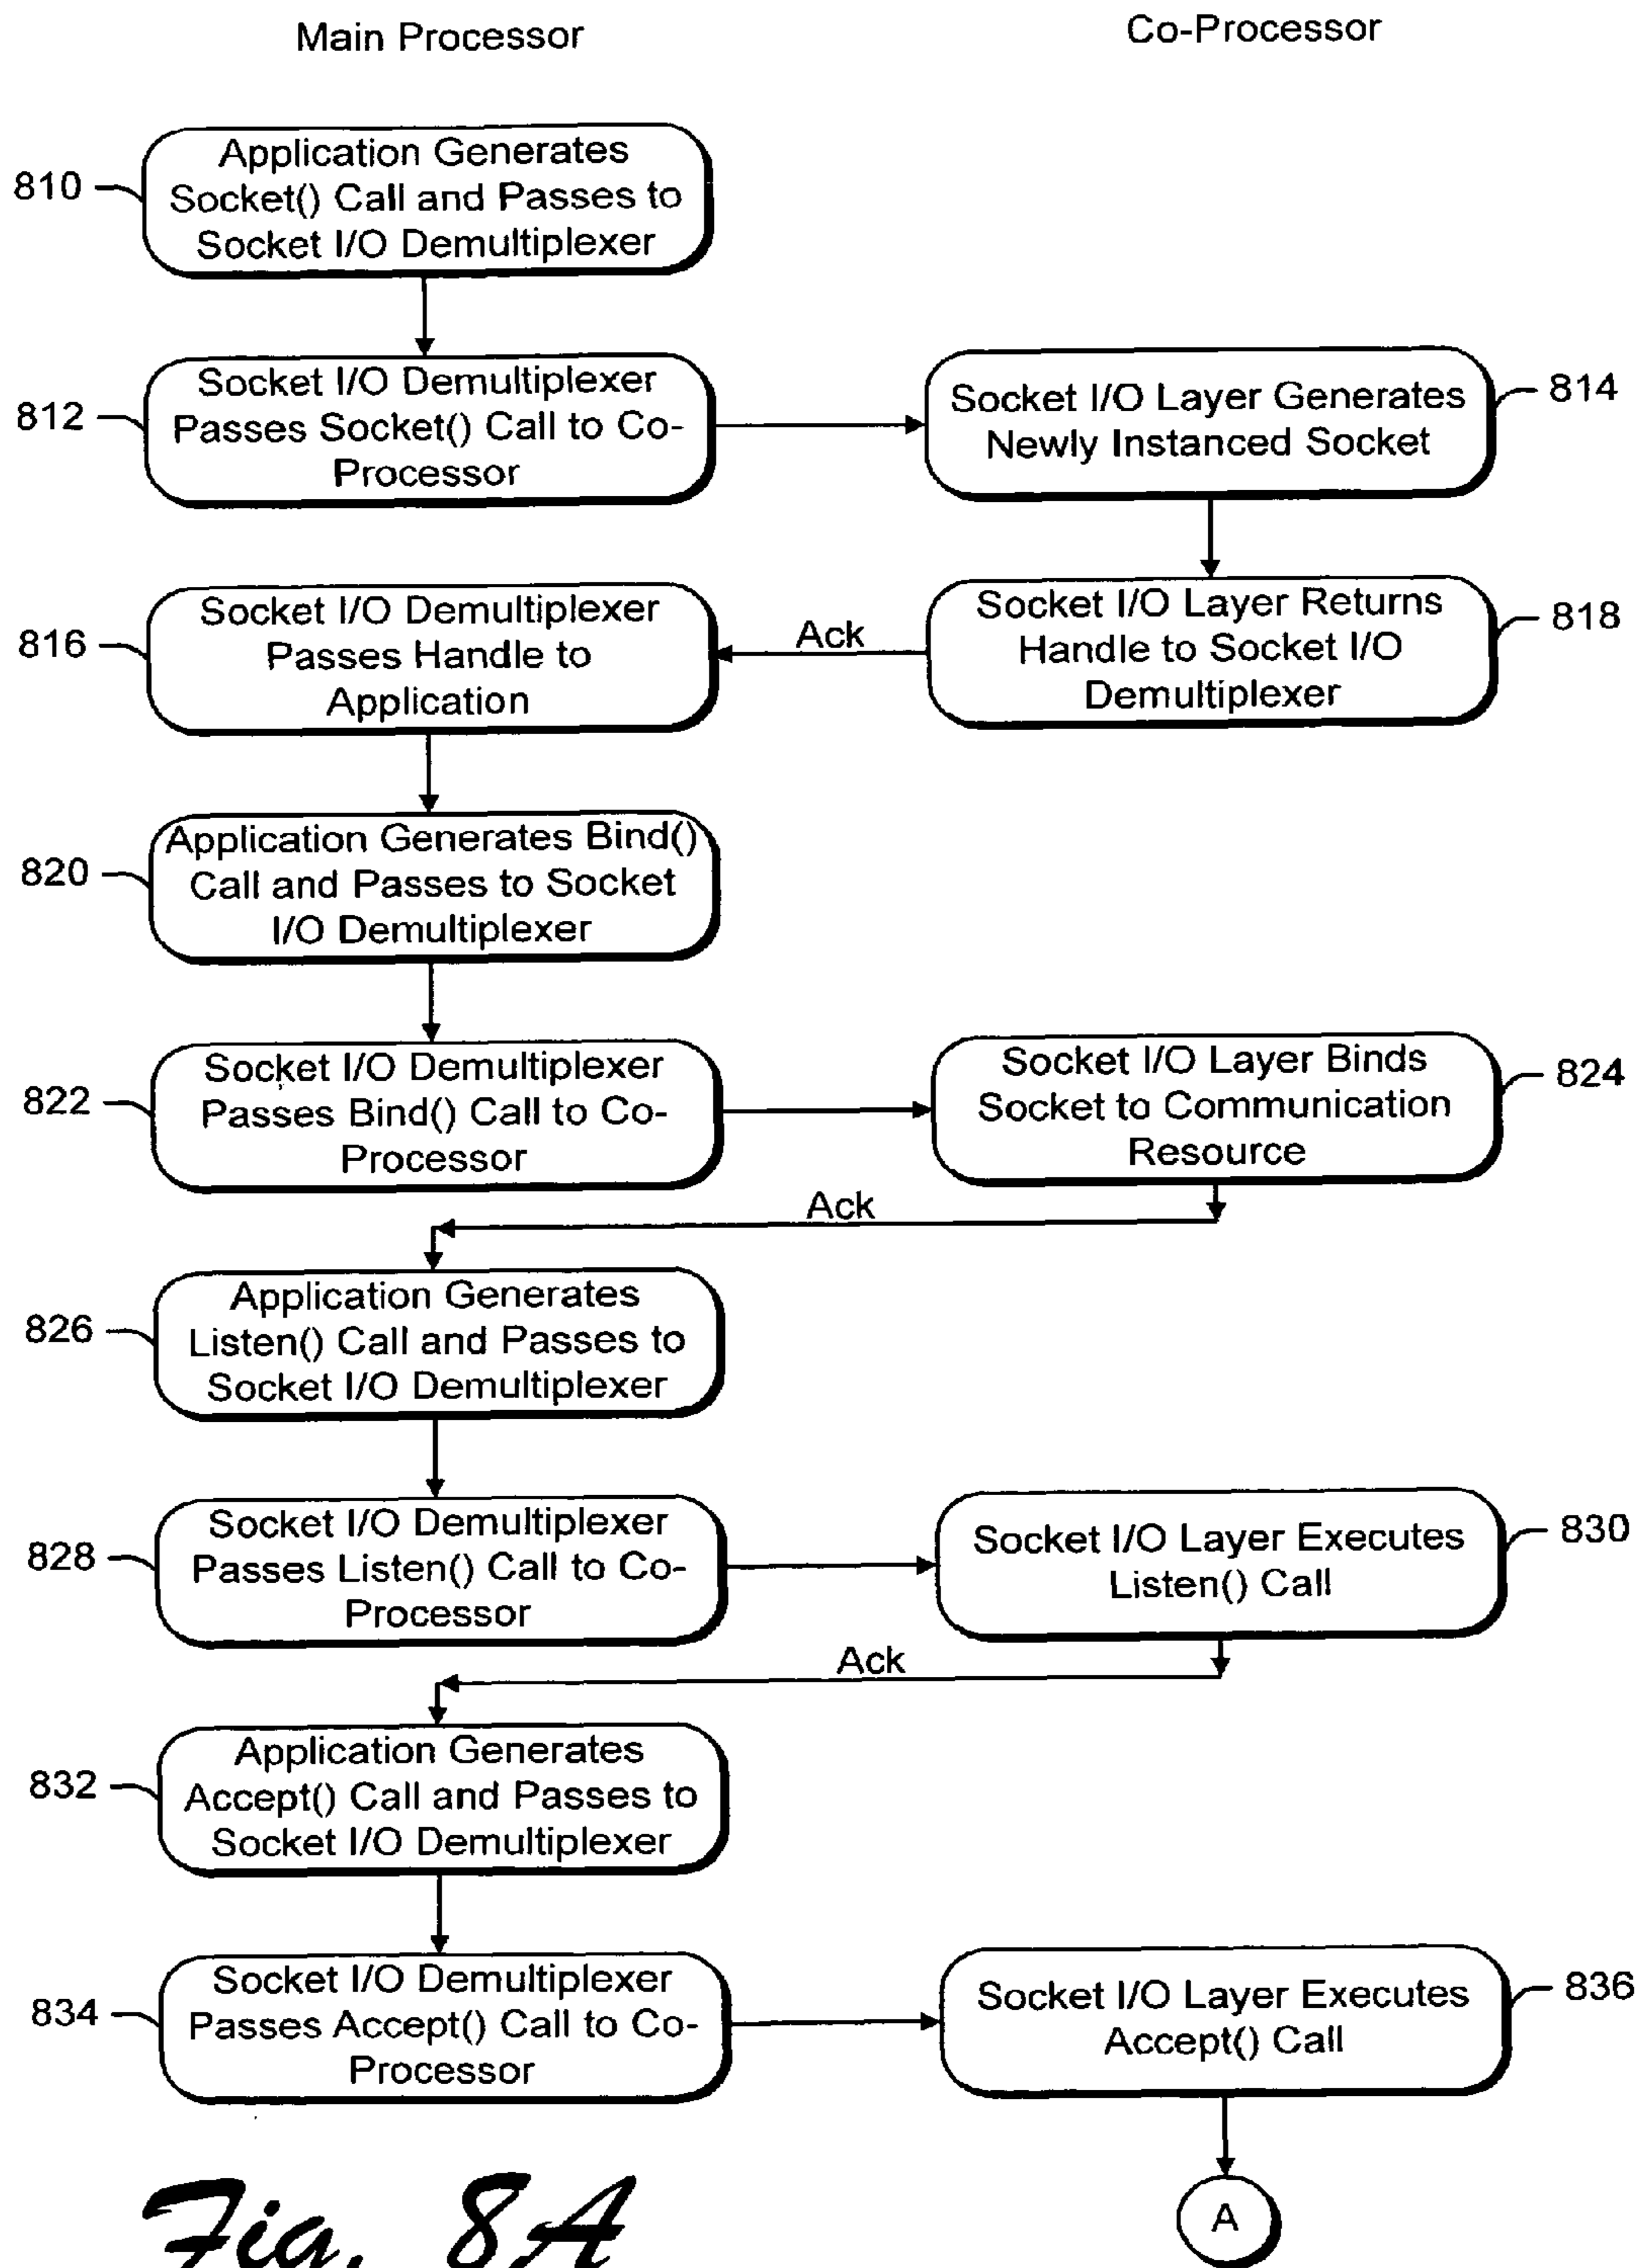 Main Processor
Co-Processor
810
Application Generates
Socket() Call and Passes to
Socket I/O Demultiplexer
812
Socket I/O Demultiplexer
Passes Socket() Call to Co-
Processor
Socket I/O Layer Generates
Newly Instanced Socket
814
816
Socket I/O Demultiplexer
Passes Handle to
Application
Ack
Socket I/O Layer Returns
Handle to Socket I/O
Demultiplexer
818
820
Application Generates Bind()
Call and Passes to Socket
I/O Demultiplexer
822
Socket I/O Demultiplexer
Passes Bind() Call to Co-
Processor
Socket I/O Layer Binds
Socket to Communication
Resource
824
Ack
826
Application Generates
Listen() Call and Passes to
Socket I/O Demultiplexer
828
Socket I/O Demultiplexer
Passes Listen() Call to Co-
Processor
Socket I/O Layer Executes
Listen() Call
830
Ack
832
Application Generates
Accept() Call and Passes to
Socket I/O Demultiplexer
834
Socket I/O Demultiplexer
Passes Accept() Call to Co-
Processor
Socket I/O Layer Executes
Accept() Call
836
A
Fig. 8A